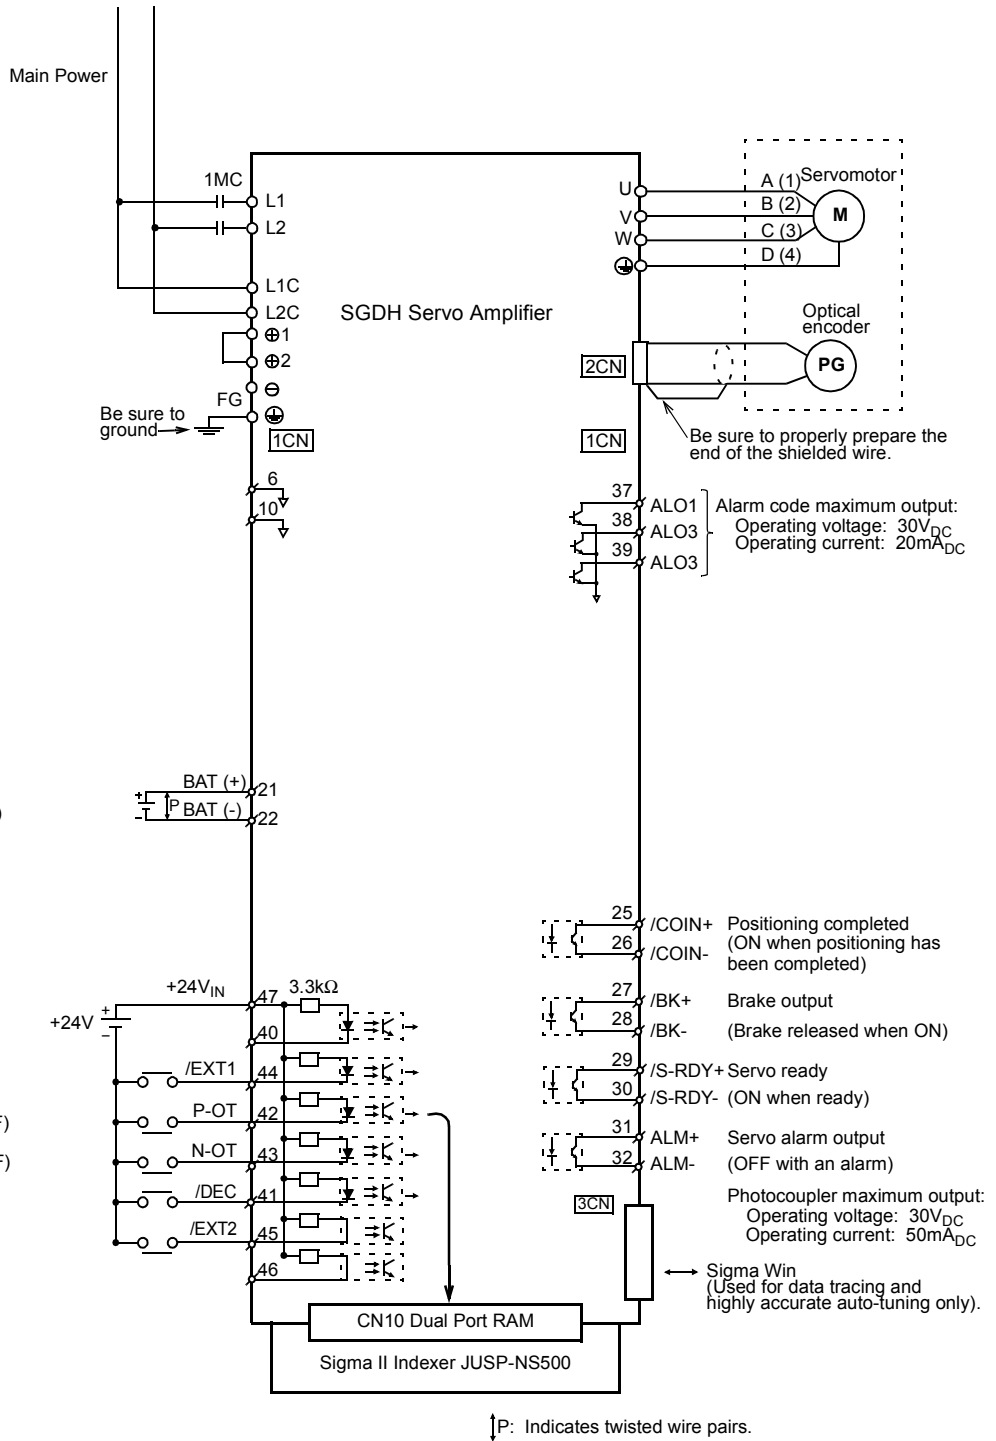 Main Power
1MC
L1
L2
L1C
L2C
⊕1
⊕2
⊖
FG
Be sure to
ground
1CN
6
10
SGDH Servo Amplifier
U
V
W
A (1)
B (2)
C (3)
D (4)
Servomotor
M
Optical
encoder
PG
2CN
1CN
Be sure to properly prepare the
end of the shielded wire.
37
ALO1
38
ALO3
39
ALO3
Alarm code maximum output:
Operating voltage: 30VDC
Operating current: 20mADC
BAT (+)
21
+
P
-
BAT (-)
22
)
25
/COIN+
26
/COIN-
Positioning completed
(ON when positioning has
been completed)
27
/BK+
Brake output
28
/BK-
(Brake released when ON)
29
/S-RDY+
Servo ready
30
/S-RDY-
(ON when ready)
31
ALM+
Servo alarm output
32
ALM-
(OFF with an alarm)
Photocoupler maximum output:
Operating voltage: 30VDC
Operating current: 50mADC
3CN
Sigma Win
(Used for data tracing and
highly accurate auto-tuning only).
+24VIN
47
3.3kΩ
+24V
+
−
40
/EXT1
44
P-OT
42
F)
N-OT
43
F)
/DEC
41
/EXT2
45
46
CN10 Dual Port RAM
Sigma II Indexer JUSP-NS500
P: Indicates twisted wire pairs.